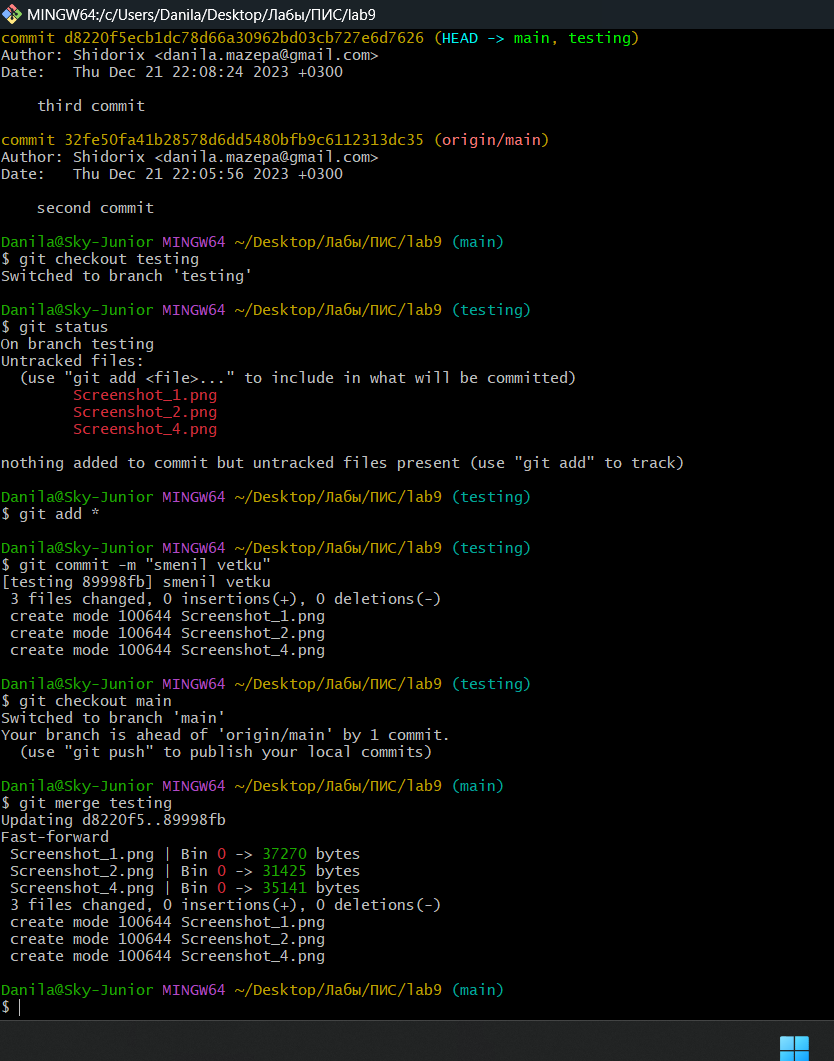 MINGW64:/c/Users/Danila/Desktop/Лабы/ПИС/lab9
commit d8220f5ecb1dc78d66a30962bd03cb727e6d7626 (HEAD -> main, testing)
Author: Shidorix <danila.mazepa@gmail.com>
Date:   Thu Dec 21 22:08:24 2023 +0300
    third commit
commit 32fe50fa41b28578d6dd5480bfb9c6112313dc35 (origin/main)
Author: Shidorix <danila.mazepa@gmail.com>
Date:   Thu Dec 21 22:05:56 2023 +0300
    second commit
Danila@Sky-Junior MINGW64 ~/Desktop/Лабы/ПИС/lab9 (main)
$ git checkout testing
Switched to branch 'testing'
Danila@Sky-Junior MINGW64 ~/Desktop/Лабы/ПИС/lab9 (testing)
$ git status
On branch testing
Untracked files:
  (use "git add <file>..." to include in what will be committed)
        Screenshot_1.png
        Screenshot_2.png
        Screenshot_4.png
nothing added to commit but untracked files present (use "git add" to track)
Danila@Sky-Junior MINGW64 ~/Desktop/Лабы/ПИС/lab9 (testing)
$ git add *
Danila@Sky-Junior MINGW64 ~/Desktop/Лабы/ПИС/lab9 (testing)
$ git commit -m "smenil vetku"
[testing 89998fb] smenil vetku
 3 files changed, 0 insertions(+), 0 deletions(-)
 create mode 100644 Screenshot_1.png
 create mode 100644 Screenshot_2.png
 create mode 100644 Screenshot_4.png
Danila@Sky-Junior MINGW64 ~/Desktop/Лабы/ПИС/lab9 (testing)
$ git checkout main
Switched to branch 'main'
Your branch is ahead of 'origin/main' by 1 commit.
  (use "git push" to publish your local commits)
Danila@Sky-Junior MINGW64 ~/Desktop/Лабы/ПИС/lab9 (main)
$ git merge testing
Updating d8220f5..89998fb
Fast-forward
 Screenshot_1.png | Bin 0 -> 37270 bytes
 Screenshot_2.png | Bin 0 -> 31425 bytes
 Screenshot_4.png | Bin 0 -> 35141 bytes
 3 files changed, 0 insertions(+), 0 deletions(-)
 create mode 100644 Screenshot_1.png
 create mode 100644 Screenshot_2.png
 create mode 100644 Screenshot_4.png
Danila@Sky-Junior MINGW64 ~/Desktop/Лабы/ПИС/lab9 (main)
$